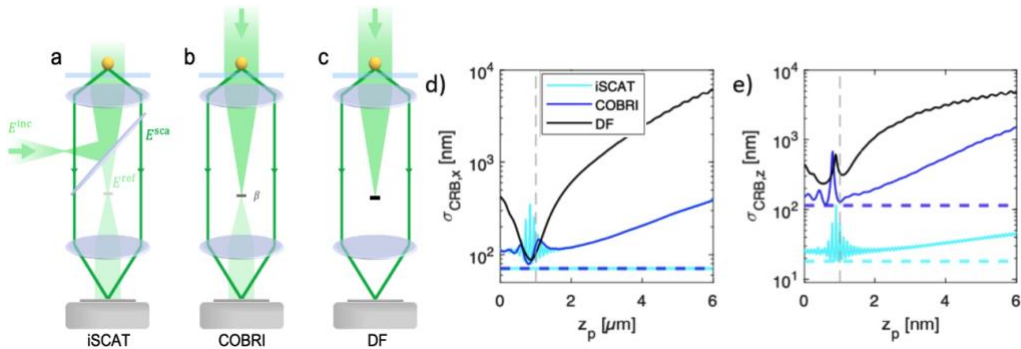 a
b
c
E^inc
E^sca
E^ref
β
iSCAT
COBRI
DF
d)
10^4
10^3
10^2
σ_CRB,x [nm]
iSCAT
COBRI
DF
0
2
4
6
z_p [μm]
e)
10^4
10^3
10^2
10^1
σ_CRB,z [nm]
0
2
4
6
z_p [nm]